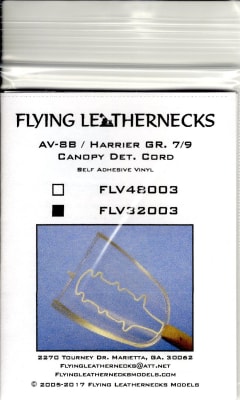 FLYING LEATHERNECKS
AV-8B / HARRIER GR. 7/9
CANOPY DET. CORD
SELF ADHESIVE VINYL
FLV48003
FLV32003
2270 TOURNEY DR. MARIETTA, GA. 30062
FLYINGLEATHERNECKS@ATT.NET
FLYINGLEATHERNECKSMODELS.COM
© 2005-2017 FLYING LEATHERNECKS MODELS